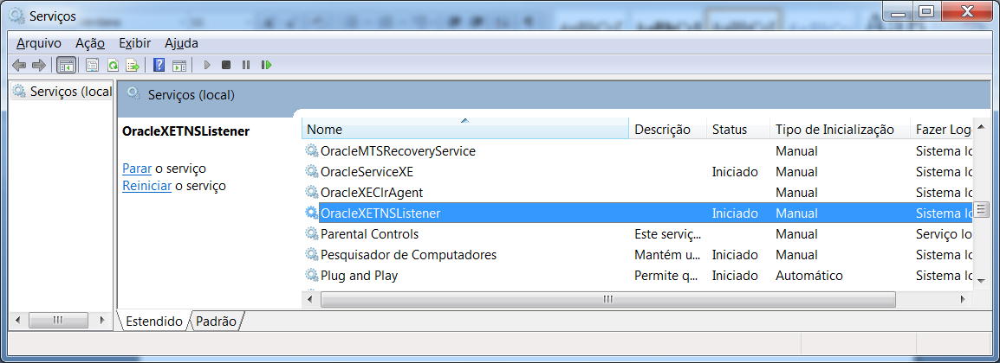 Serviços
Arquivo Ação Exibir Ajuda
Serviços (local
Serviços (local)
OracleXETNSListener
Parar o serviço
Reiniciar o serviço
Nome Descrição Status Tipo de Inicialização Fazer Log
OracleMTSRecoveryService Manual Sistema lo
OracleServiceXE Iniciado Manual Sistema lo
OracleXEClrAgent Manual Sistema lo
OracleXETNSListener Iniciado Manual Sistema lo
Parental Controls Este serviç... Manual Serviço lo
Pesquisador de Computadores Mantém u... Iniciado Manual Sistema lo
Plug and Play Permite q... Iniciado Automático Sistema lo
Estendido Padrão